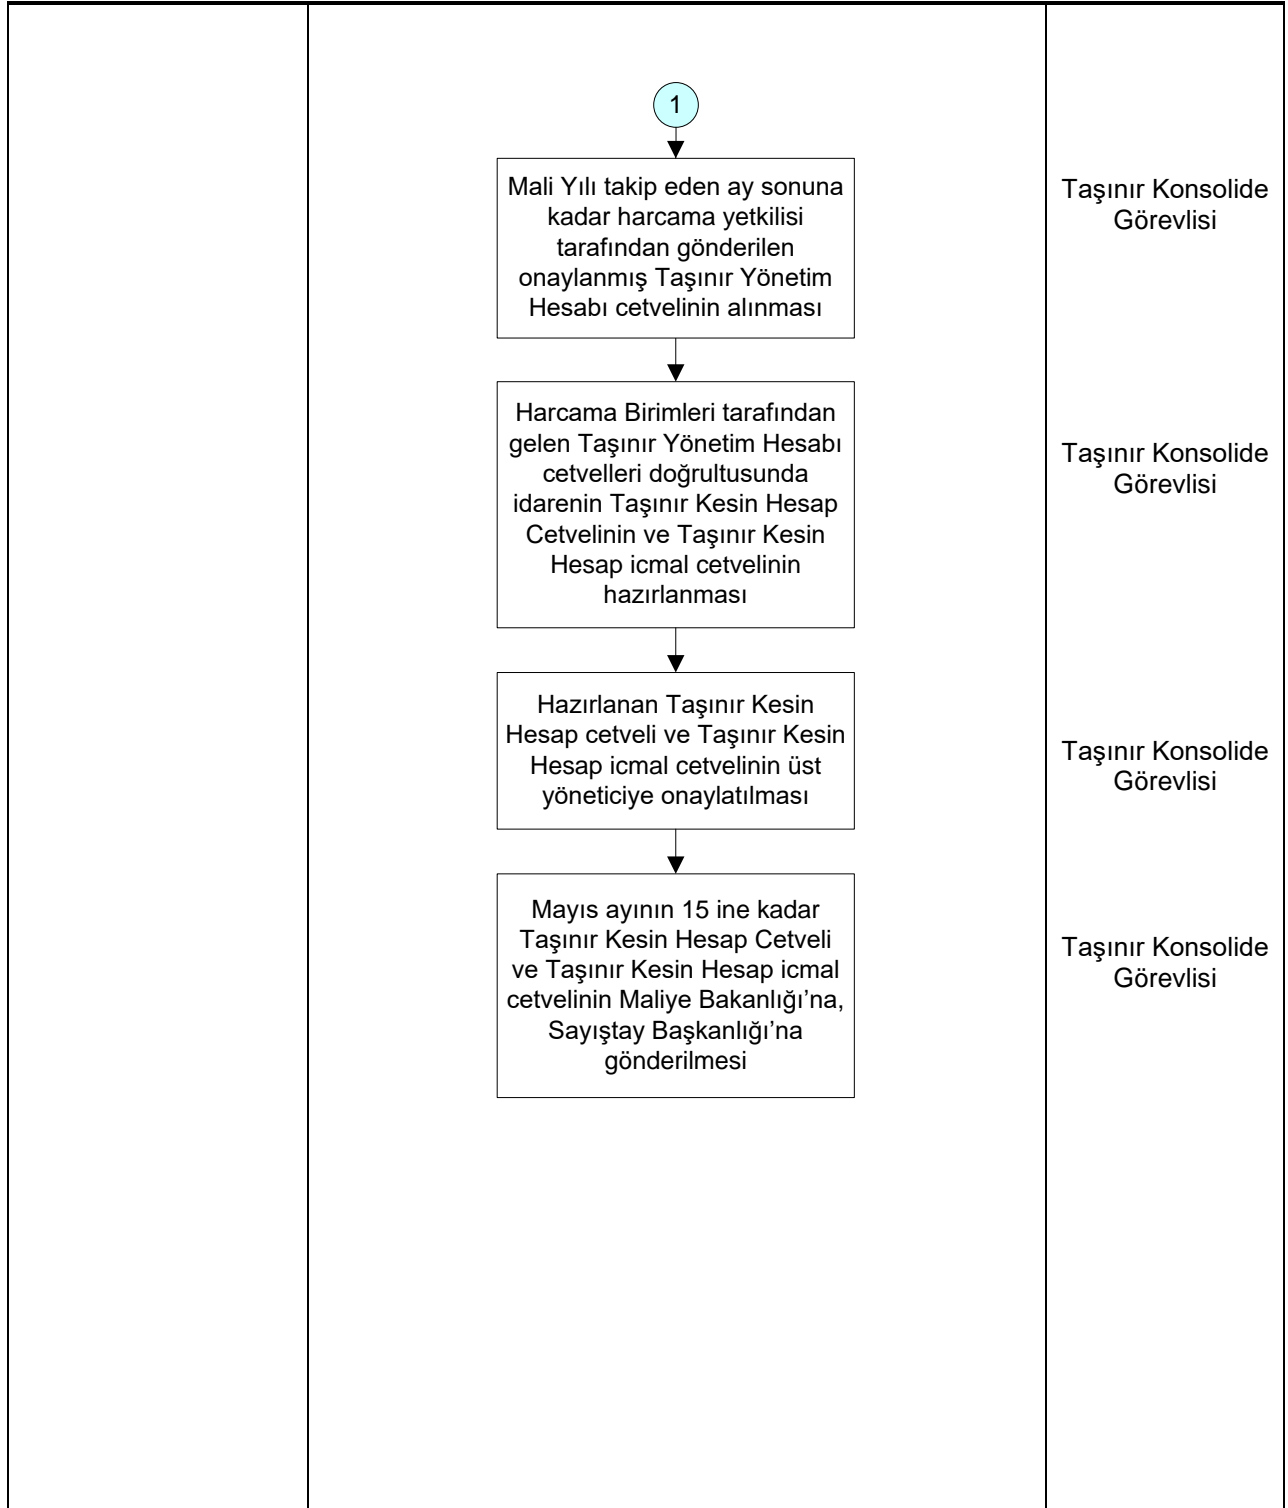 1
Mali Yılı takip eden ay sonuna
kadar harcama yetkilisi
tarafından gönderilen
onaylanmış Taşınır Yönetim
Hesabı cetvelinin alınması
Taşınır Konsolide
Görevlisi
Harcama Birimleri tarafından
gelen Taşınır Yönetim Hesabı
cetvelleri doğrultusunda
idarenin Taşınır Kesin Hesap
Cetvelinin ve Taşınır Kesin
Hesap icmal cetvelinin
hazırlanması
Taşınır Konsolide
Görevlisi
Hazırlanan Taşınır Kesin
Hesap cetveli ve Taşınır Kesin
Hesap icmal cetvelinin üst
yöneticiye onaylatılması
Taşınır Konsolide
Görevlisi
Mayıs ayının 15 ine kadar
Taşınır Kesin Hesap Cetveli
ve Taşınır Kesin Hesap icmal
cetvelinin Maliye Bakanlığı’na,
Sayıştay Başkanlığı’na
gönderilmesi
Taşınır Konsolide
Görevlisi